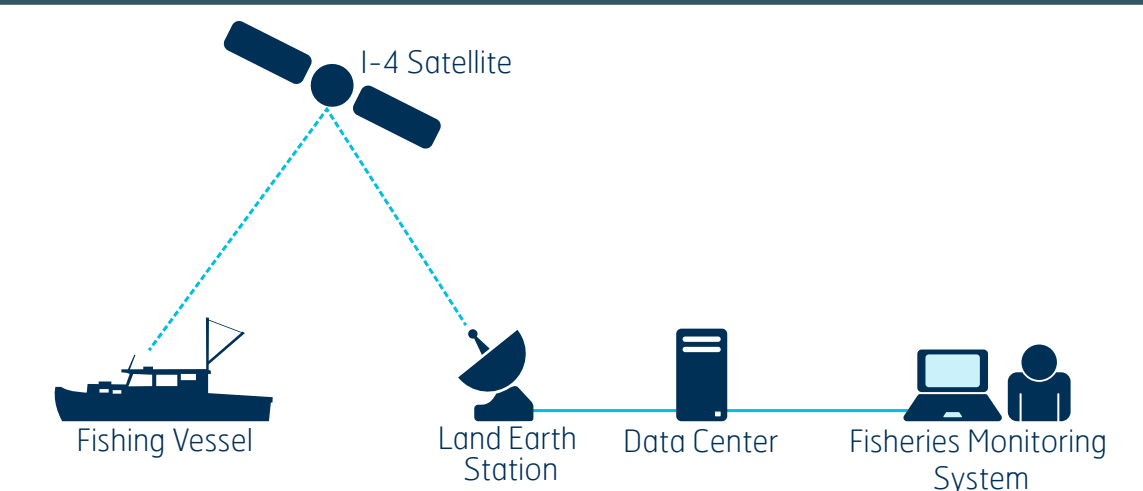 I-4 Satellite
Fishing Vessel
Land Earth
Station
Data Center
Fisheries Monitoring
System